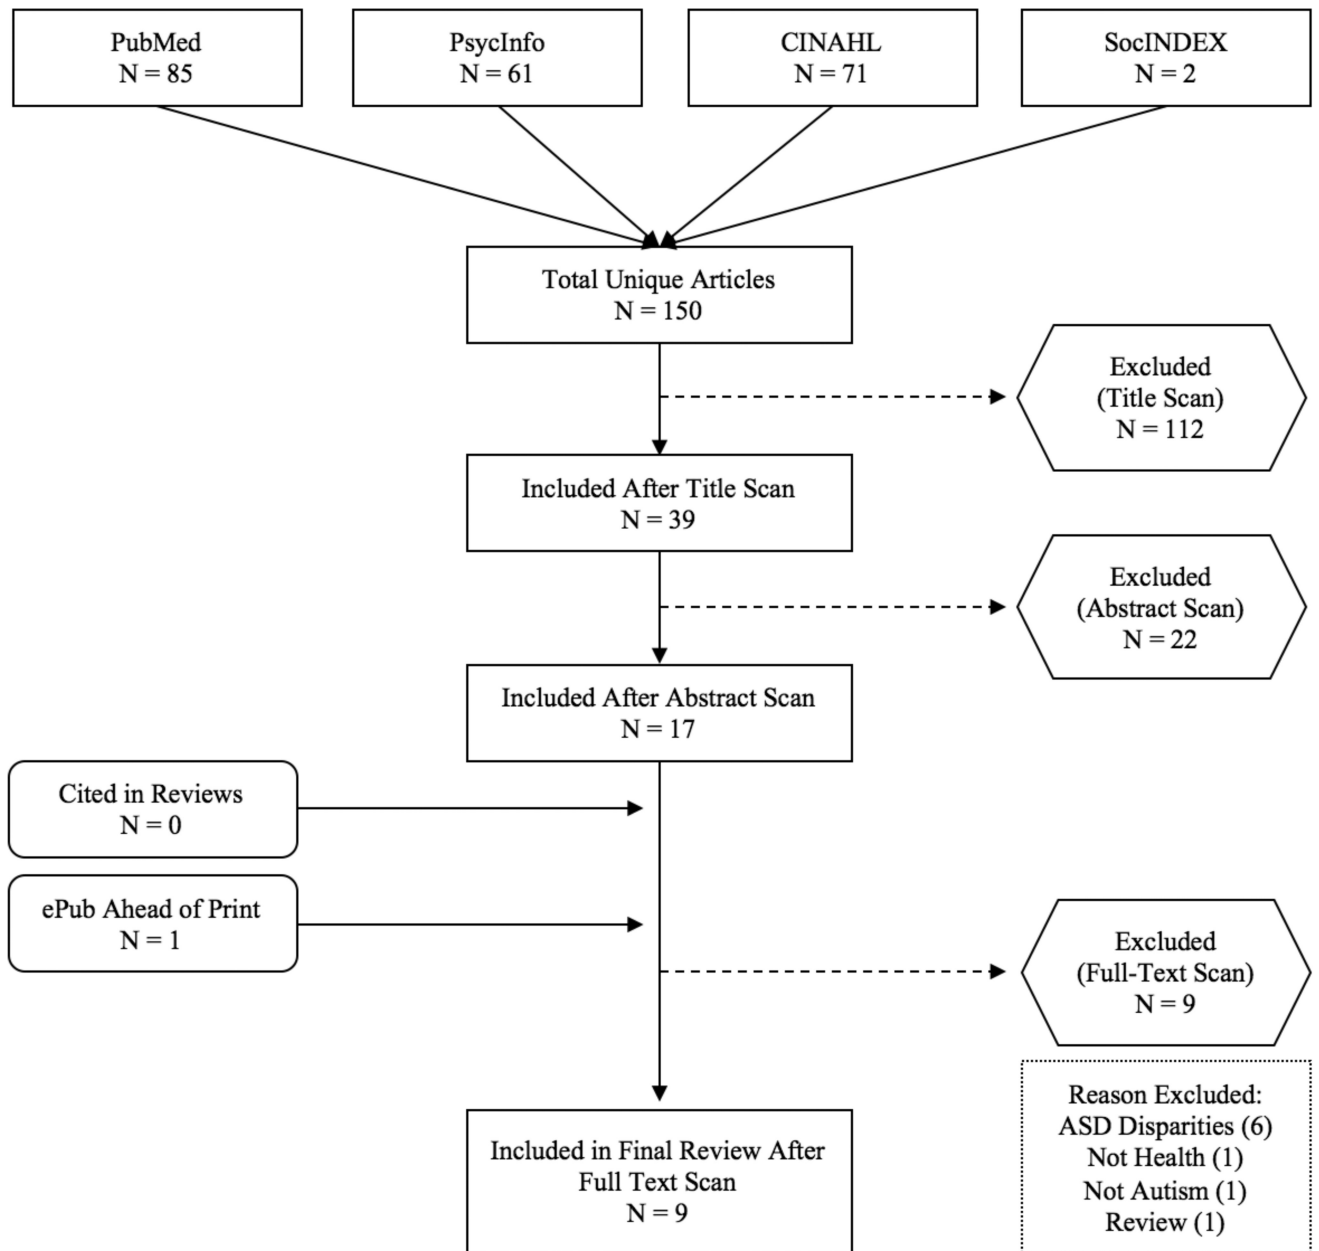 PubMed
N = 85
PsycInfo
N = 61
CINAHL
N = 71
SocINDEX
N = 2
Total Unique Articles
N = 150
Excluded
(Title Scan)
N = 112
Included After Title Scan
N = 39
Excluded
(Abstract Scan)
N = 22
Included After Abstract Scan
N = 17
Cited in Reviews
N = 0
ePub Ahead of Print
N = 1
Excluded
(Full-Text Scan)
N = 9
Reason Excluded:
ASD Disparities (6)
Not Health (1)
Not Autism (1)
Review (1)
Included in Final Review After
Full Text Scan
N = 9